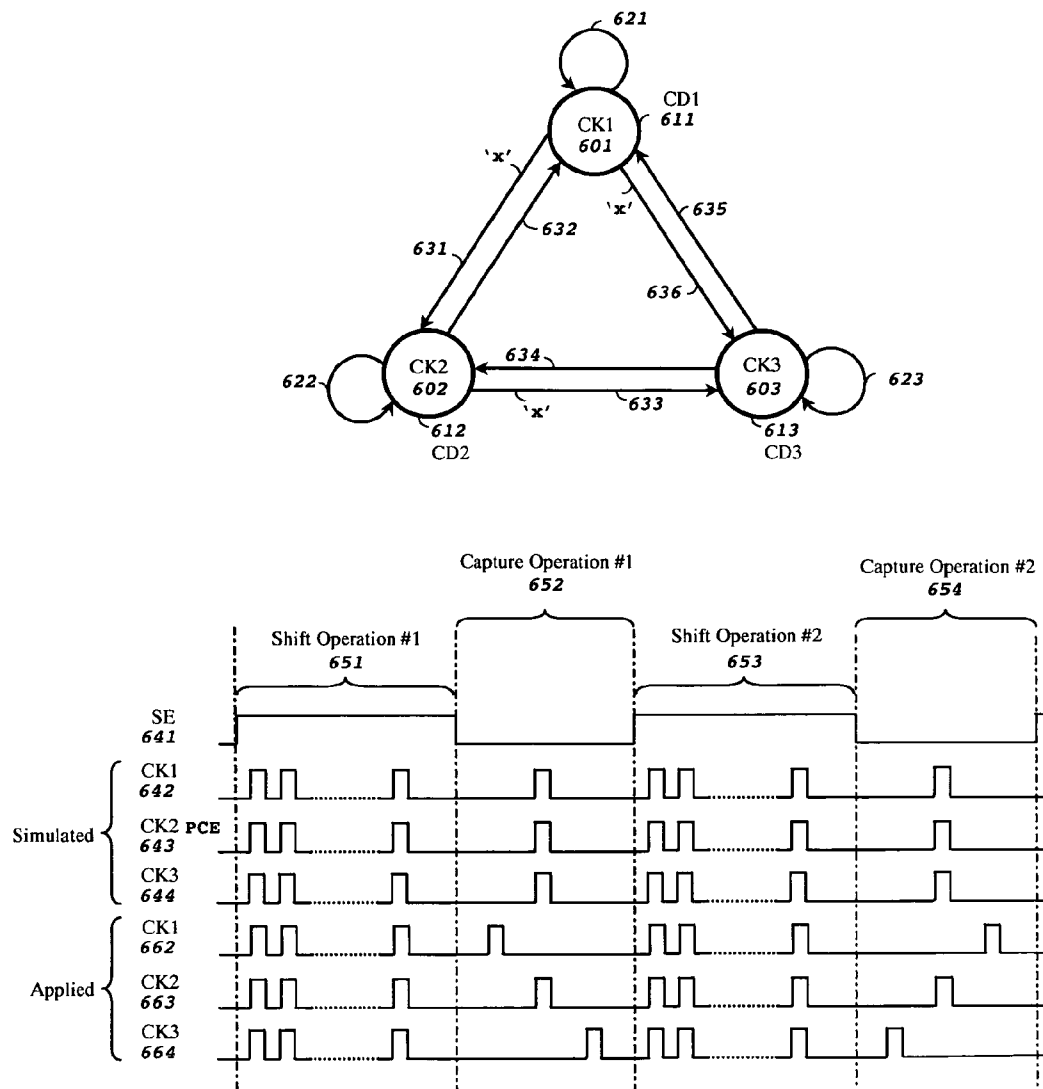 621
CD1
611
CK1
601
'x'
'x'
635
631
632
636
634
CK2
602
CK3
603
622
623
'x'
633
612
CD2
613
CD3
Capture Operation #1
652
Capture Operation #2
654
Shift Operation #1
651
Shift Operation #2
653
SE
641
Simulated
CK1
642
CK2 PCE
643
CK3
644
Applied
CK1
662
CK2
663
CK3
664